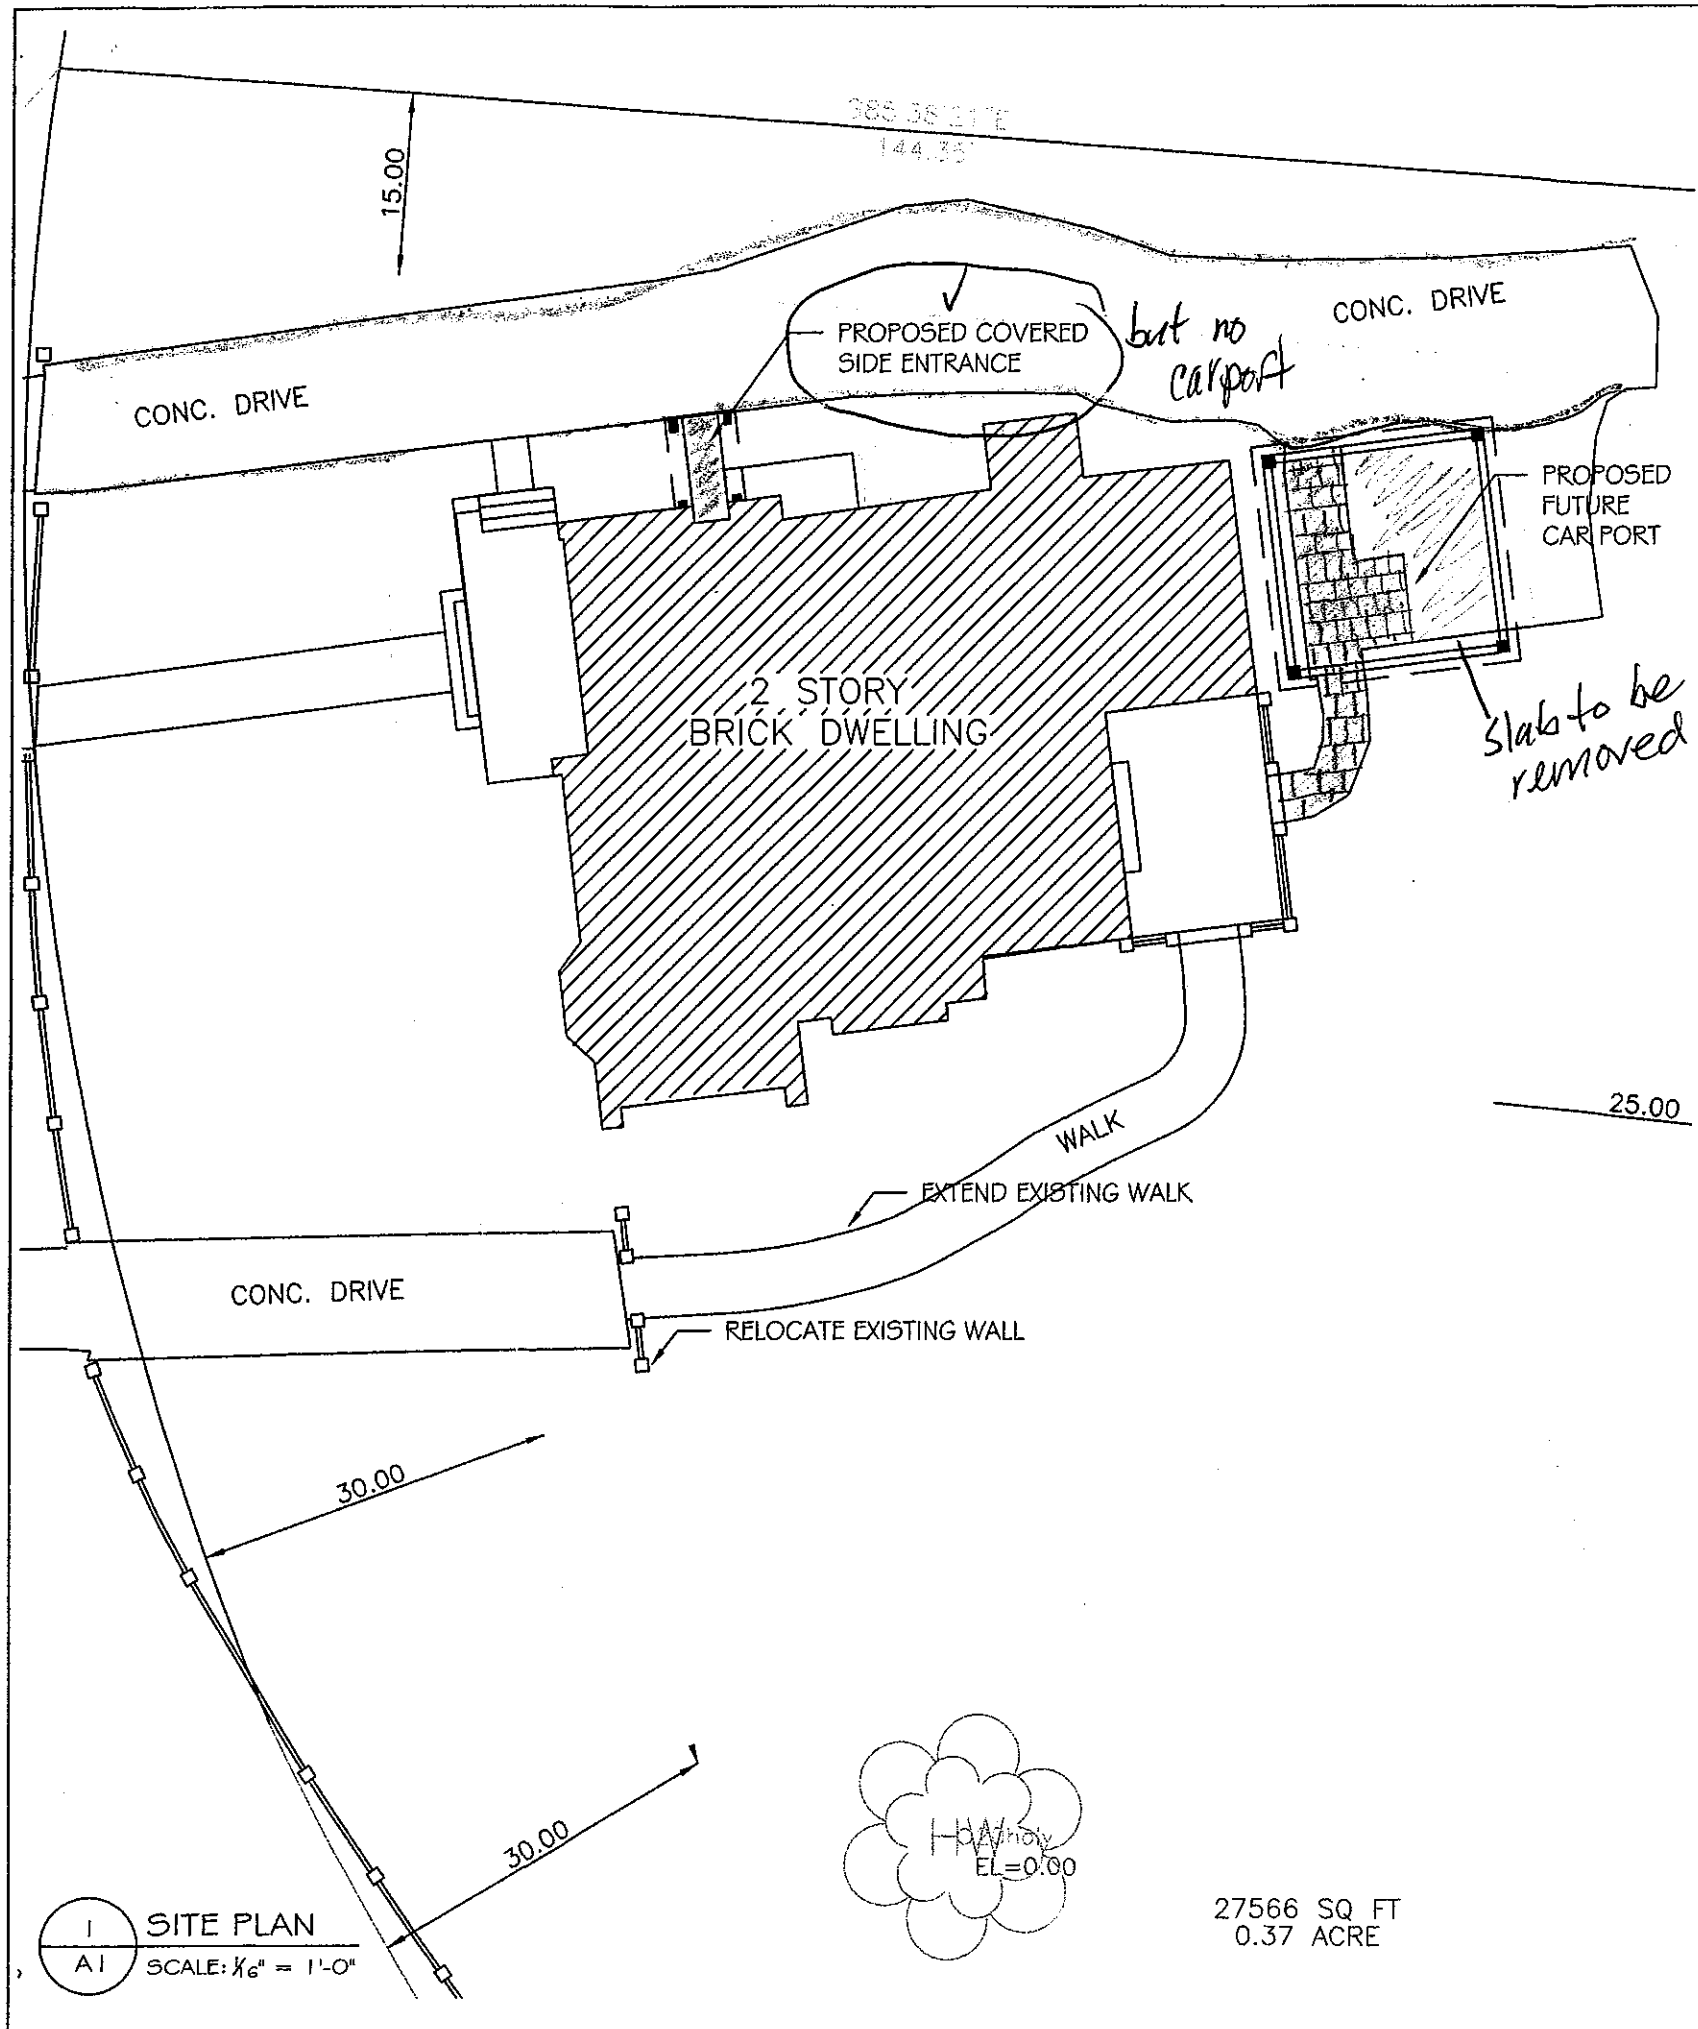 144.35'
15.00
PROPOSED COVERED
SIDE ENTRANCE
but no
carport
CONC. DRIVE
CONC. DRIVE
PROPOSED
FUTURE
CAR PORT
2 STORY
BRICK DWELLING
slab to be
removed
25.00
WALK
EXTEND EXISTING WALK
CONC. DRIVE
RELOCATE EXISTING WALL
30.00
30.00
HW
EL=0.00
27566 SQ FT
0.37 ACRE
1
A1
SITE PLAN
SCALE: 1/16" = 1'-0"